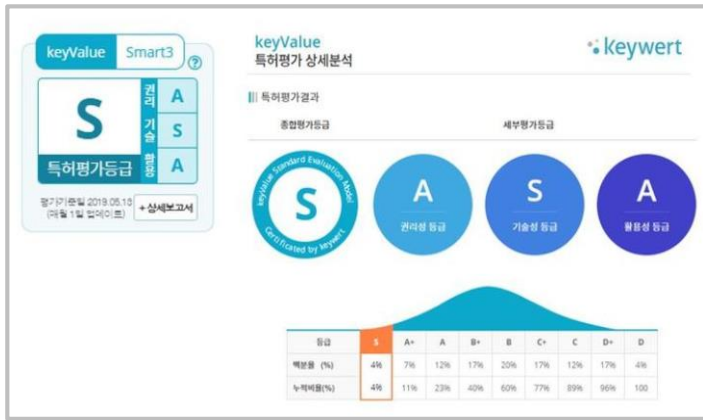 keyValue Smart3 ?
S
특허평가등급
권리 A
기술 S
활용 A
평가기준일 2019.05.13
(매월 1일 업데이트)
+상세보고서
keyValue
특허평가 상세분석
keywert
특허평가결과
종합평가등급 세부평가등급
keyValue Standard Evaluation Model
S
Certificated by keywert
A
권리성 등급
S
기술성 등급
A
활용성 등급
등급 S A+ A B+ B C+ C D+ D
백분율 (%) 4% 7% 12% 17% 20% 17% 12% 17% 4%
누적비율(%) 4% 11% 23% 40% 60% 77% 89% 96% 100